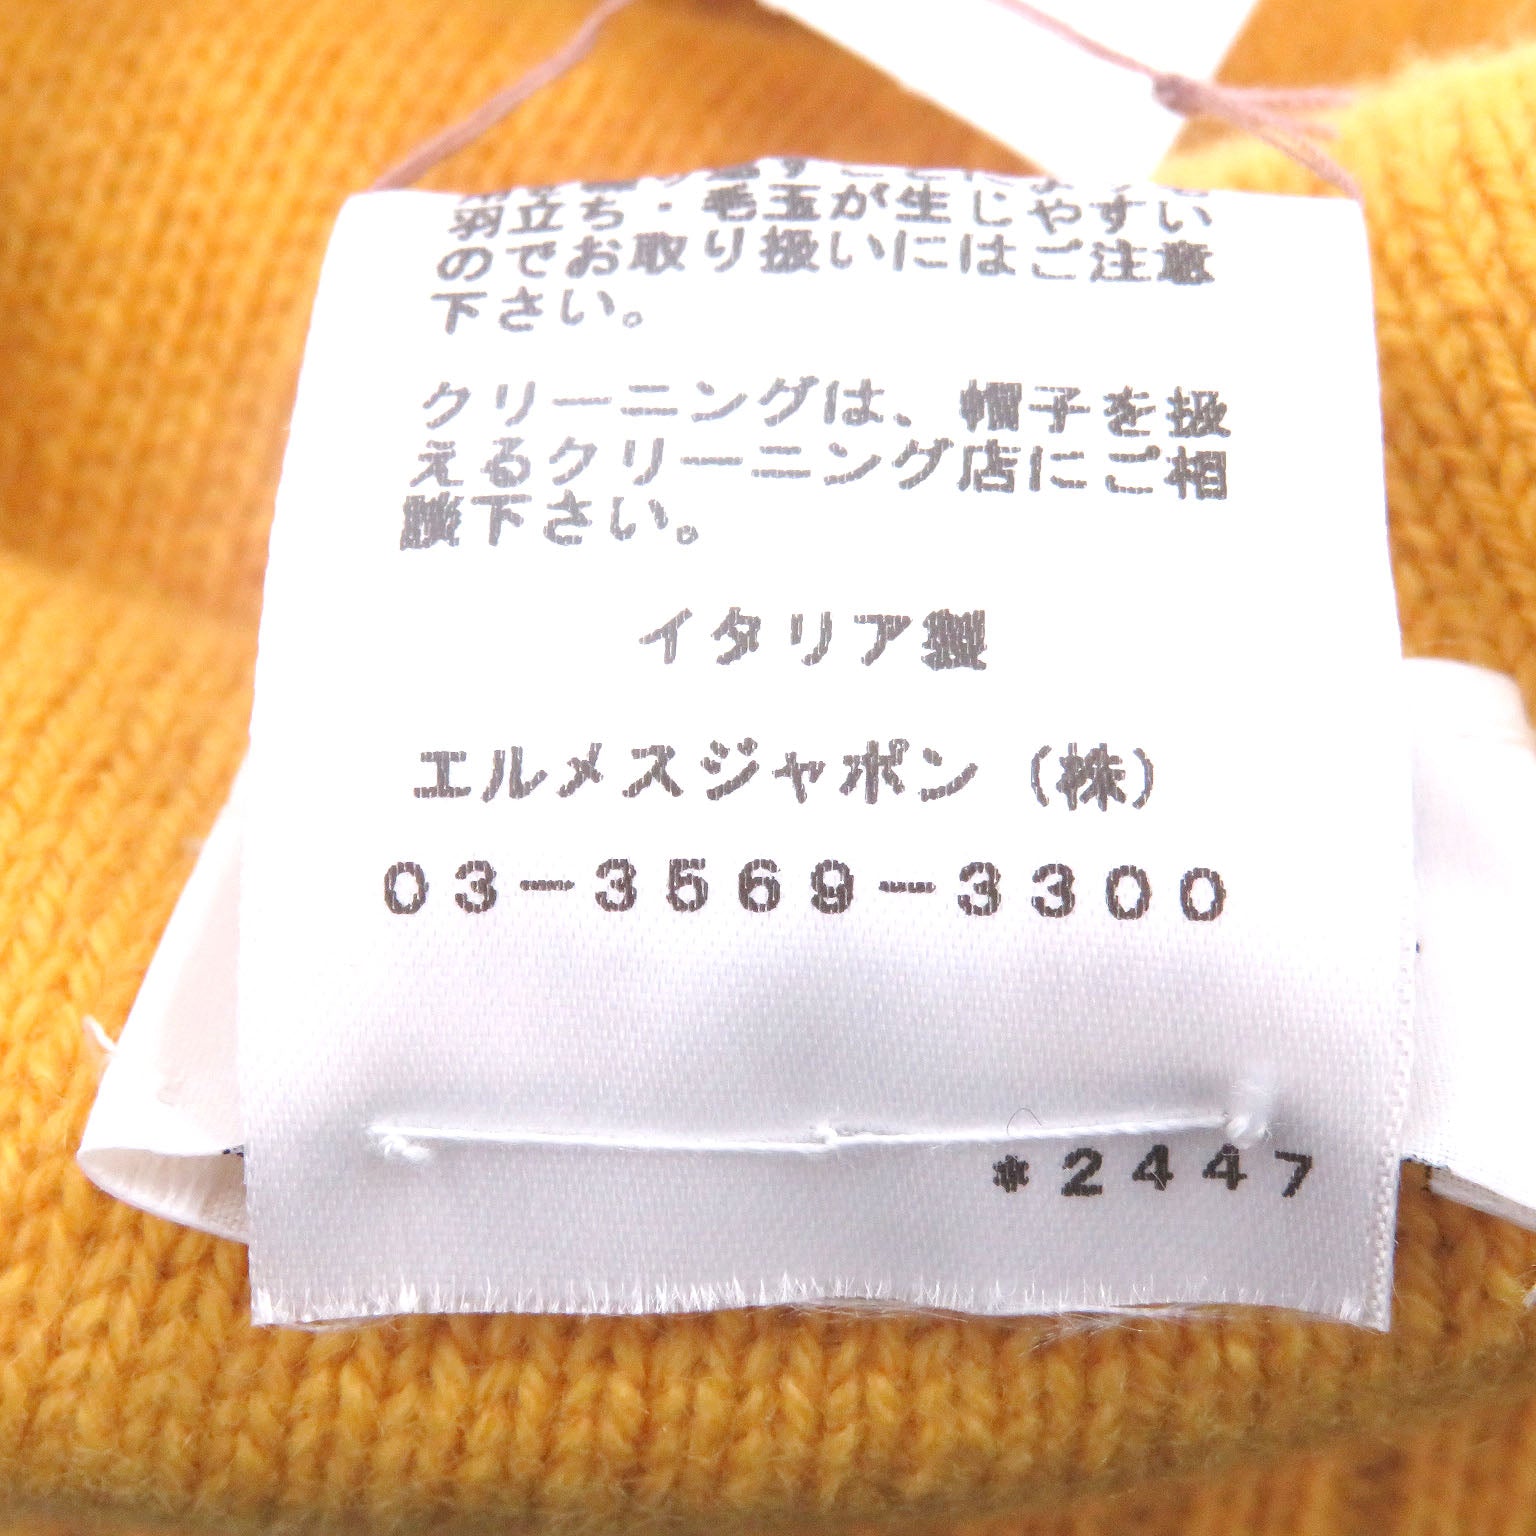 羽立ち・毛玉が生じやすい
のでお取り扱いにはご注意
下さい。
クリーニングは、帽子を扱
えるクリーニング店にご相
談下さい。
イタリア製
エルメスジャポン（株）
03-3569-3300
*2447